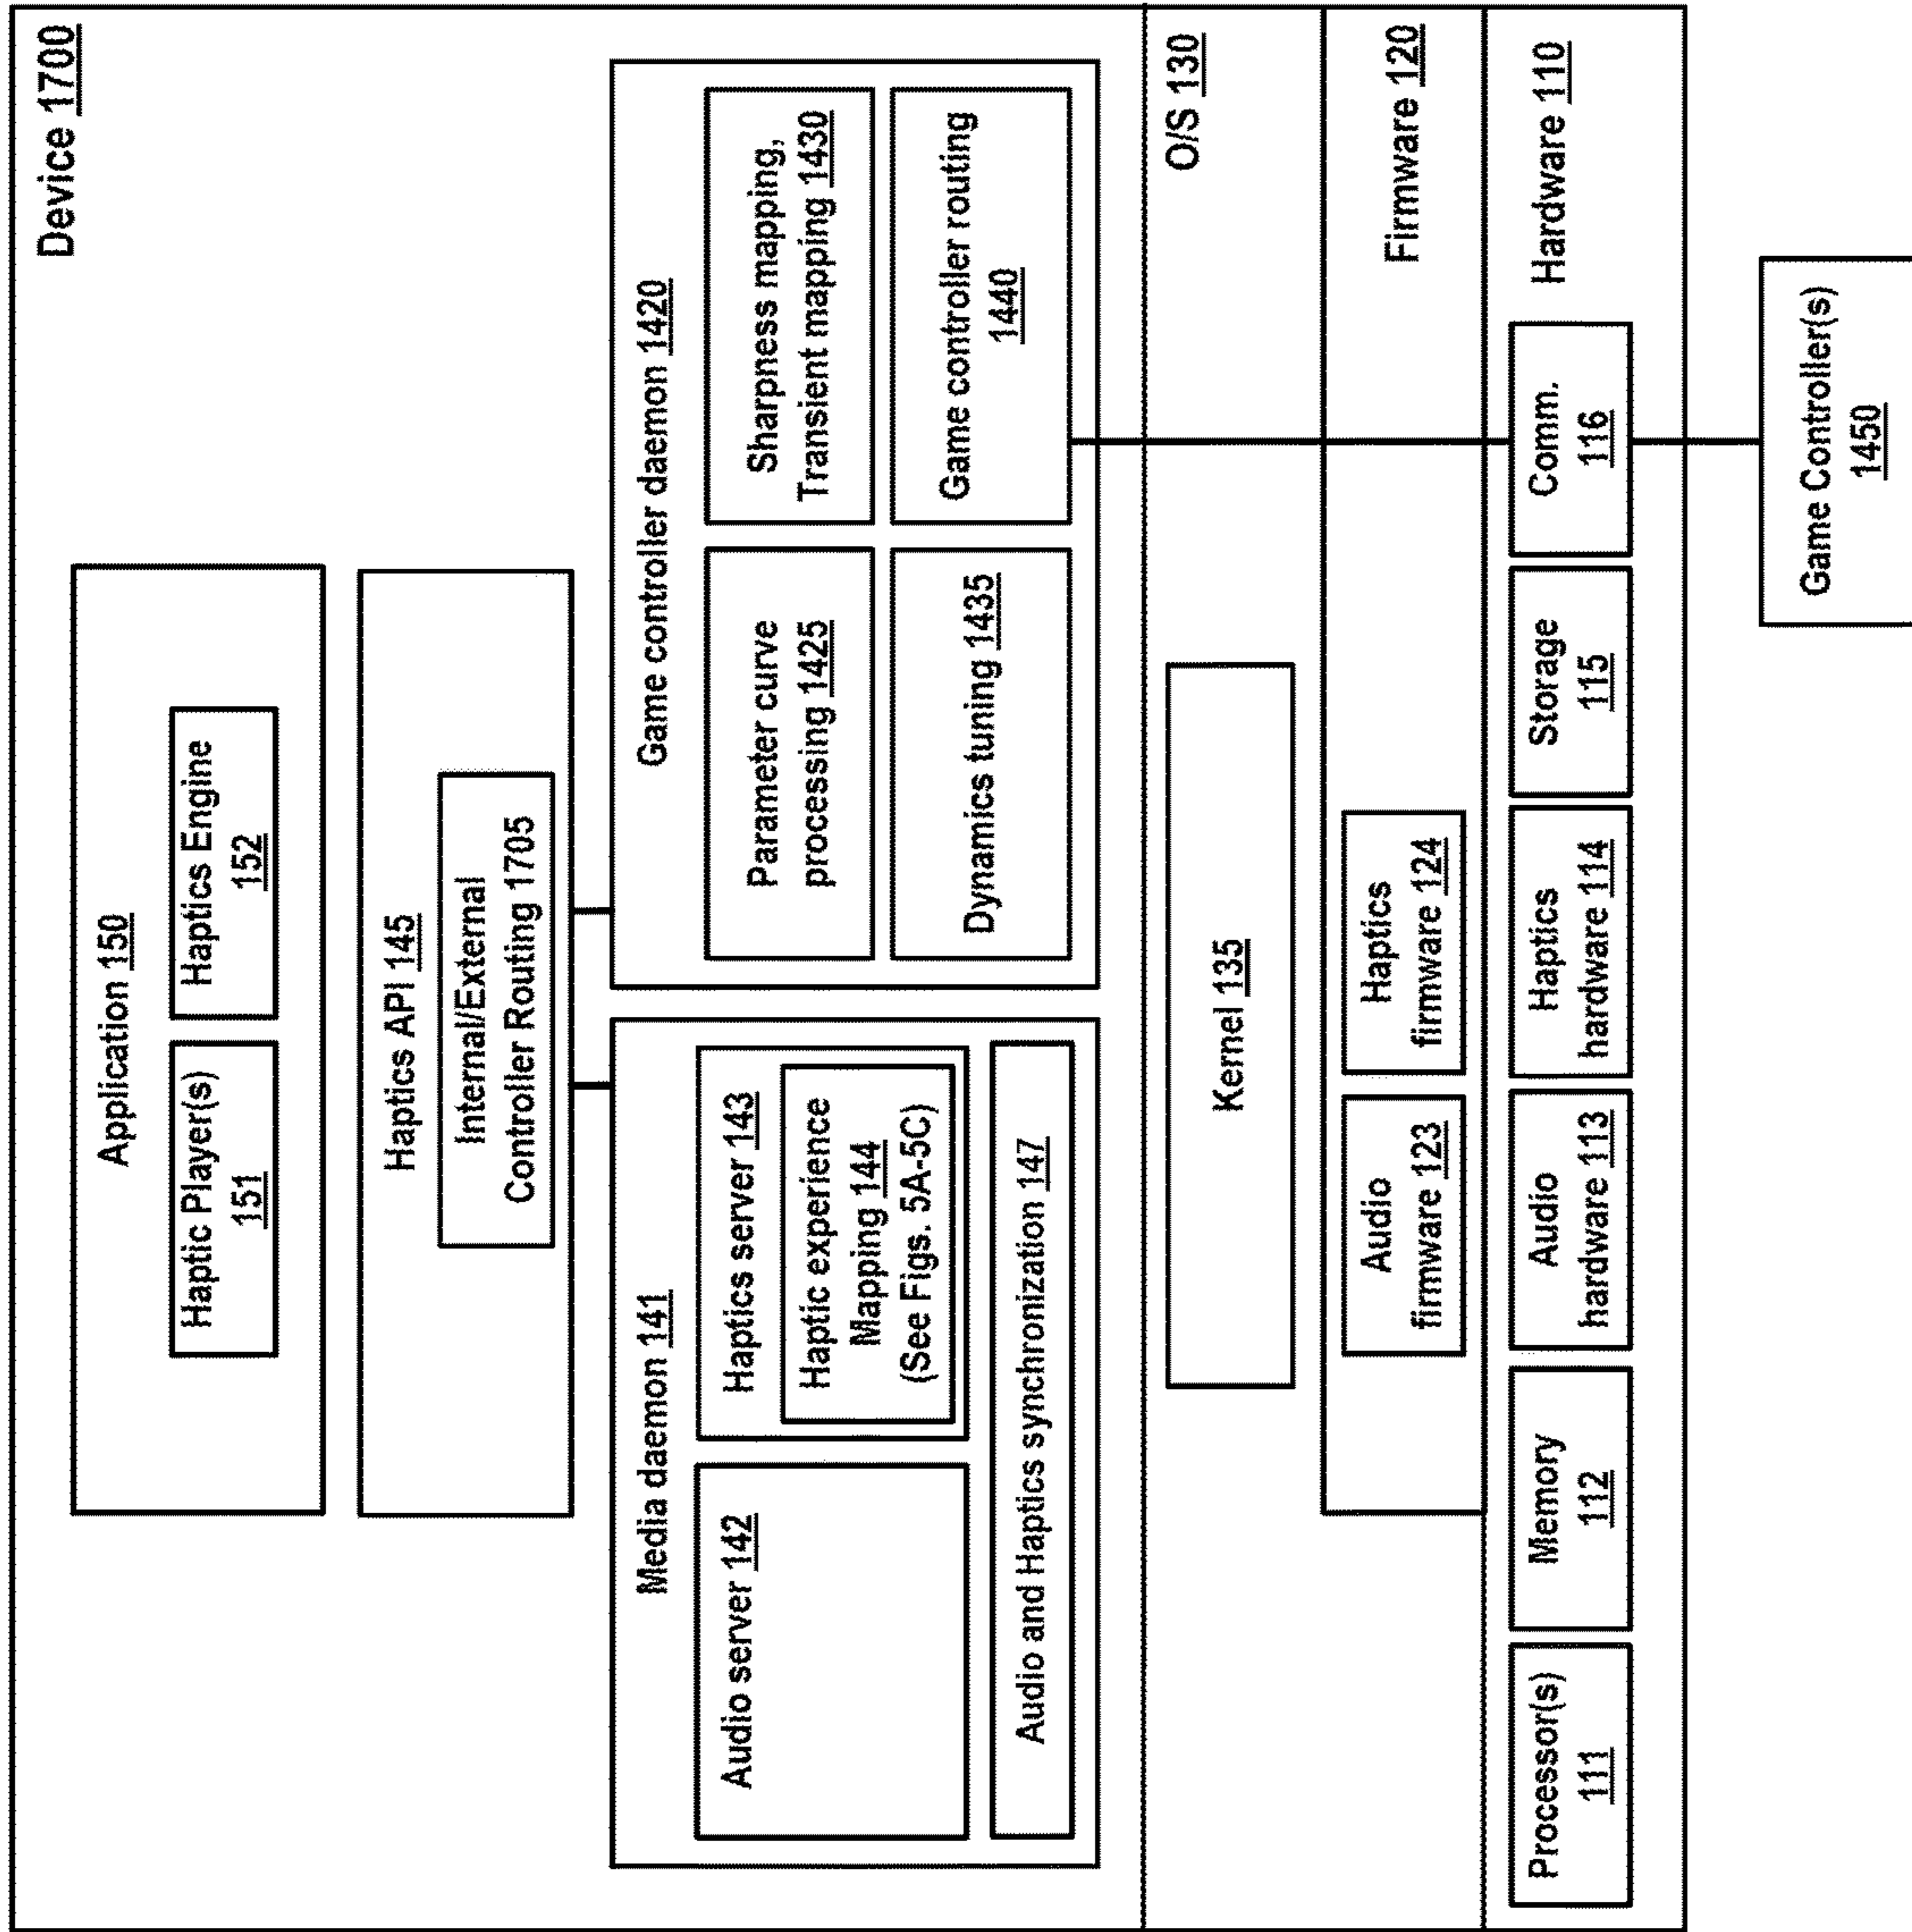 Device 1700
Application 150
Haptic Player(s)
151
Haptics Engine
152
Haptics API 145
Internal/External
Controller Routing 1705
Media daemon 141
Audio server 142
Haptics server 143
Haptic experience
Mapping 144
(See Figs. 5A-5C)
Audio and Haptics synchronization 147
Game controller daemon 1420
Parameter curve
processing 1425
Sharpness mapping,
Transient mapping 1430
Dynamics tuning 1435
Game controller routing
1440
O/S 130
Kernel 135
Firmware 120
Audio
firmware 123
Haptics
firmware 124
Hardware 110
Processor(s)
111
Memory
112
Audio
hardware 113
Haptics
hardware 114
Storage
115
Comm.
116
Game Controller(s)
1450